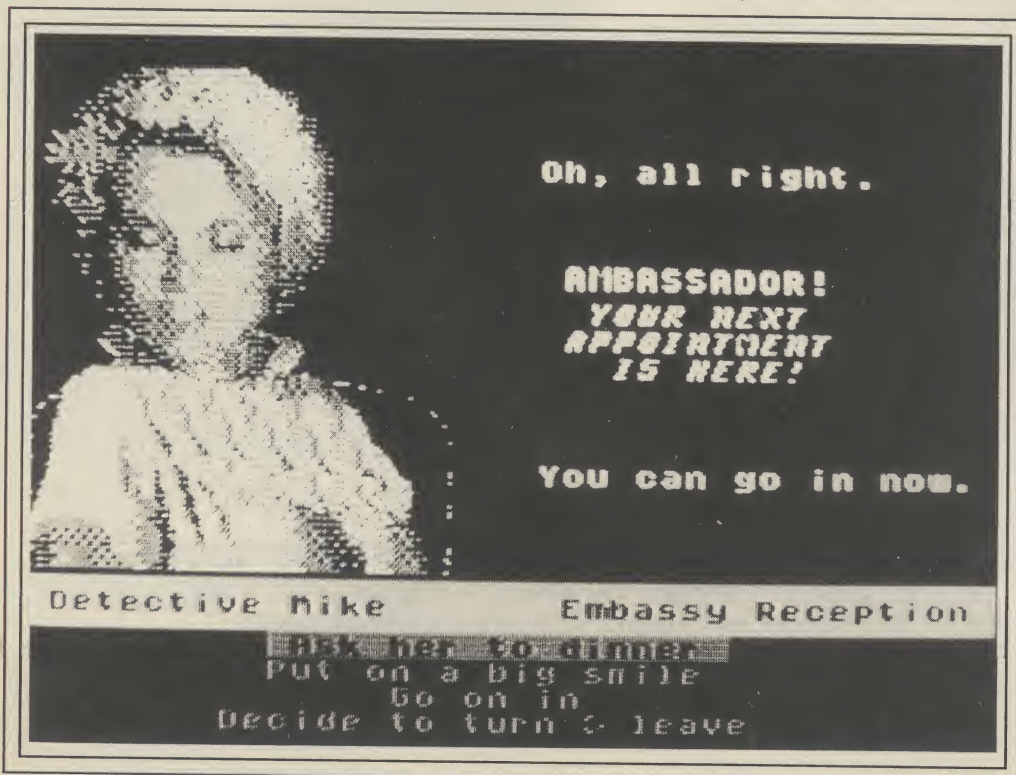 Oh, all right.
AMBASSADOR!
YOUR NEXT
APPOINTMENT
IS HERE!
You can go in now.
Detective Mike Embassy Reception
Ask her to dinner
Put on a big smile
Go on in
Decide to turn & leave